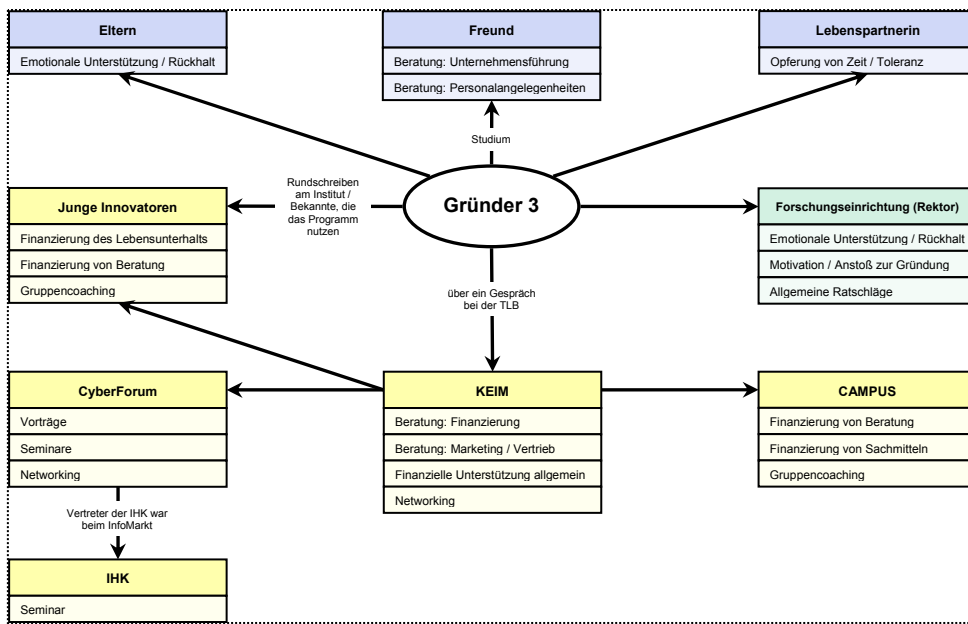 Eltern
Emotionale Unterstützung / Rückhalt
Freund
Beratung: Unternehmensführung
Beratung: Personalangelegenheiten
Lebenspartnerin
Opferung von Zeit / Toleranz
Studium
Gründer 3
Rundschreiben
am Institut /
Bekannte, die
das Programm
nutzen
Junge Innovatoren
Finanzierung des Lebensunterhalts
Finanzierung von Beratung
Gruppencoaching
Forschungseinrichtung (Rektor)
Emotionale Unterstützung / Rückhalt
Motivation / Anstoß zur Gründung
Allgemeine Ratschläge
über ein Gespräch
bei der TLB
CyberForum
Vorträge
Seminare
Networking
KEIM
Beratung: Finanzierung
Beratung: Marketing / Vertrieb
Finanzielle Unterstützung allgemein
Networking
CAMPUS
Finanzierung von Beratung
Finanzierung von Sachmitteln
Gruppencoaching
Vertreter der IHK war
beim InfoMarkt
IHK
Seminar